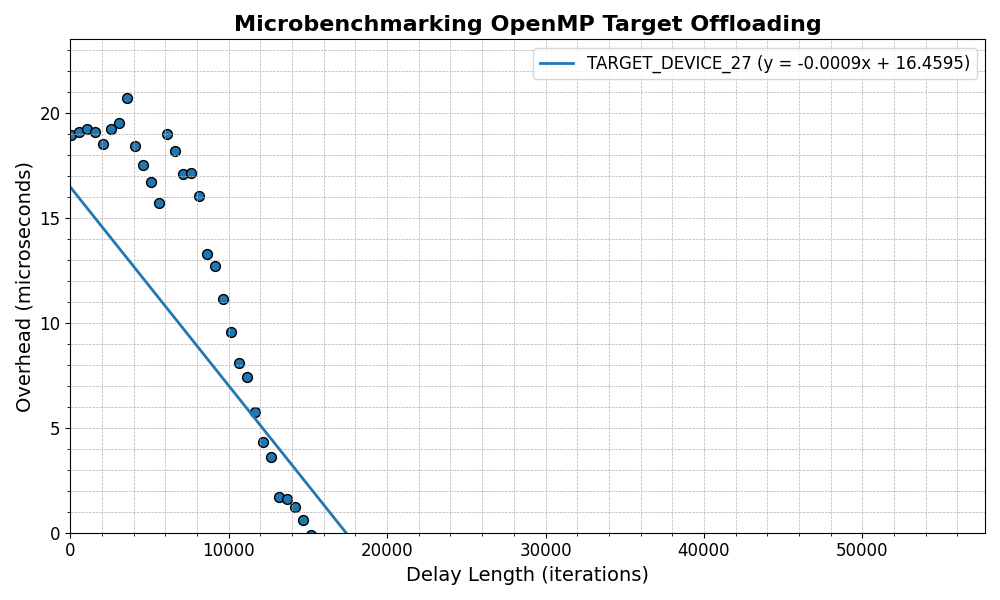 Microbenchmarking OpenMP Target Offloading
TARGET_DEVICE_27 (y = -0.0009x + 16.4595)
Overhead (microseconds)
20
15
10
5
0
0 10000 20000 30000 40000 50000
Delay Length (iterations)